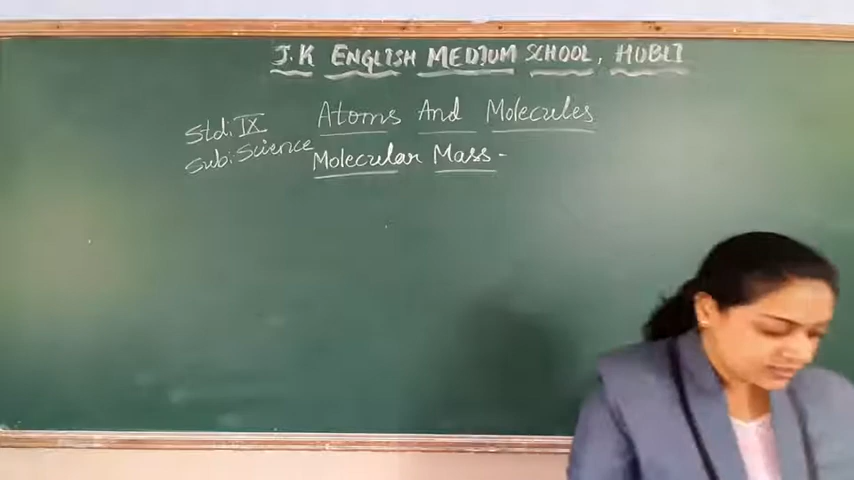 J.K ENGLISH MEDIUM SCHOOL, HUBLI
Std: IX Atoms And Molecules
Sub: Science Molecular Mass -